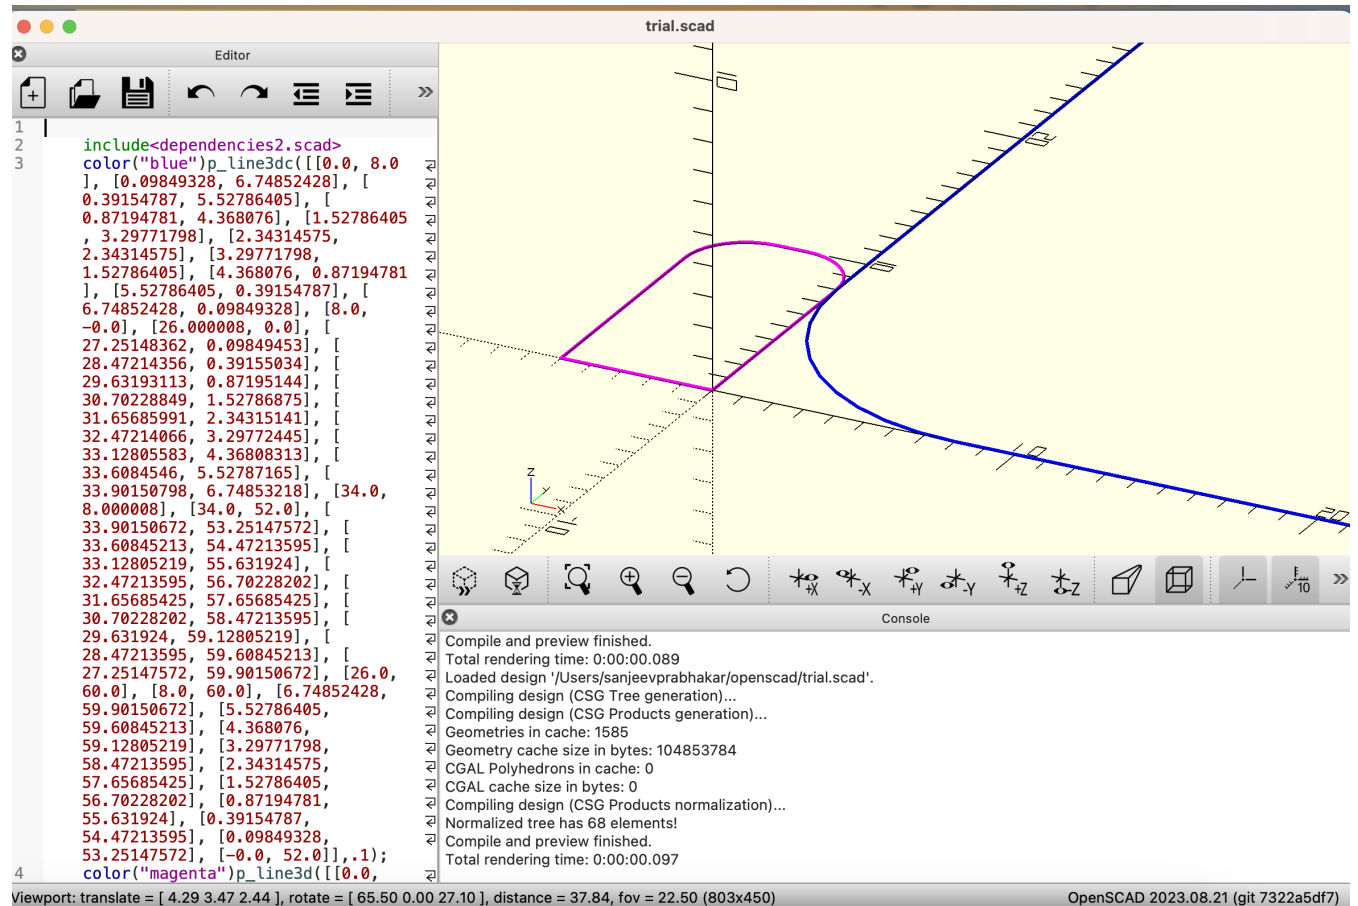 trial.scad
Editor
1
2 include<dependencies2.scad>
3 color("blue")p_line3dc([[0.0, 8.0
], [0.09849328, 6.74852428], [
0.39154787, 5.52786405], [
0.87194781, 4.368076], [1.52786405
, 3.29771798], [2.34314575,
2.34314575], [3.29771798,
1.52786405], [4.368076, 0.87194781
], [5.52786405, 0.39154787], [
6.74852428, 0.09849328], [8.0,
-0.0], [26.000008, 0.0], [
27.25148362, 0.09849453], [
28.47214356, 0.39155034], [
29.63193113, 0.87195144], [
30.70228849, 1.52786875], [
31.65685991, 2.34315141], [
32.47214066, 3.29772445], [
33.12805583, 4.36808313], [
33.6084546, 5.52787165], [
33.90150798, 6.74853218], [34.0,
8.000008], [34.0, 52.0], [
33.90150672, 53.25147572], [
33.60845213, 54.47213595], [
33.12805219, 55.631924], [
32.47213595, 56.70228202], [
31.65685425, 57.65685425], [
30.70228202, 58.47213595], [
29.631924, 59.12805219], [
28.47213595, 59.60845213], [
27.25147572, 59.90150672], [26.0,
60.0], [8.0, 60.0], [6.74852428,
59.90150672], [5.52786405,
59.60845213], [4.368076,
59.12805219], [3.29771798,
58.47213595], [2.34314575,
57.65685425], [1.52786405,
56.70228202], [0.87194781,
55.631924], [0.39154787,
54.47213595], [0.09849328,
53.25147572], [-0.0, 52.0]],.1);
4 color("magenta")p_line3d([[0.0,
10
20
10
10
20
10
Z
Y
X
+X
-X
+Y
-Y
+Z
-Z
10
Console
Compile and preview finished.
Total rendering time: 0:00:00.089
Loaded design '/Users/sanjeevprabhakar/openscad/trial.scad'.
Compiling design (CSG Tree generation)...
Compiling design (CSG Products generation)...
Geometries in cache: 1585
Geometry cache size in bytes: 104853784
CGAL Polyhedrons in cache: 0
CGAL cache size in bytes: 0
Compiling design (CSG Products normalization)...
Normalized tree has 68 elements!
Compile and preview finished.
Total rendering time: 0:00:00.097
Viewport: translate = [ 4.29 3.47 2.44 ], rotate = [ 65.50 0.00 27.10 ], distance = 37.84, fov = 22.50 (803x450)
OpenSCAD 2023.08.21 (git 7322a5df7)